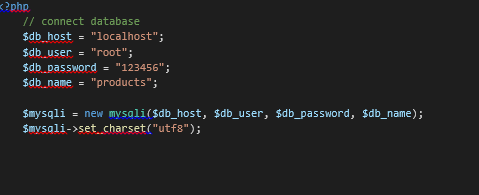 <?php
// connect database
$db_host = "localhost";
$db_user = "root";
$db_password = "123456";
$db_name = "products";
$mysqli = new mysqli($db_host, $db_user, $db_password, $db_name);
$mysqli->set_charset("utf8");